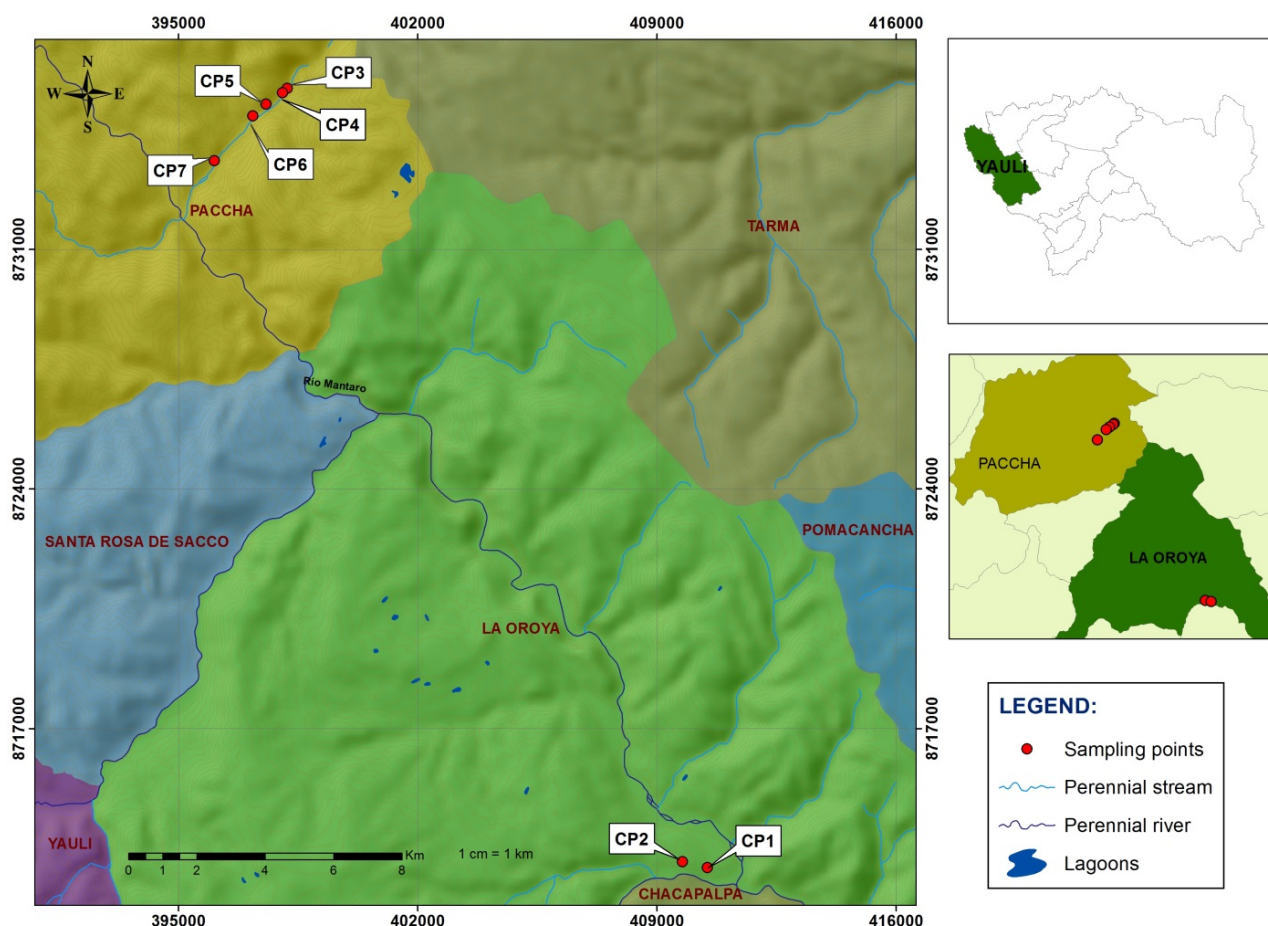 395000
402000
409000
416000
N
W
E
S
CP5
CP3
CP4
CP6
CP7
PACCHA
TARMA
8731000
8731000
Río Mantaro
8724000
8724000
SANTA ROSA DE SACCO
POMACANCHA
LA OROYA
8717000
8717000
YAULI
CP2
CP1
Km
1 cm = 1 km
0 1 2 4 6 8
CHACAPALPA
395000
402000
409000
416000
YAULI
PACCHA
LA OROYA
LEGEND:
Sampling points
Perennial stream
Perennial river
Lagoons